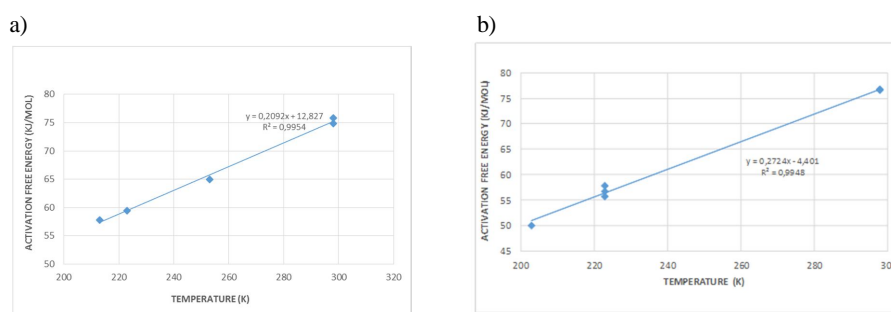 a)
b)
80
75
70
65
60
55
50
200
220
240
260
280
300
320
ACTIVATION FREE ENERGY (KJ/MOL)
TEMPERATURE (K)
y = 0,2092x + 12,827
R² = 0,9954
80
75
70
65
60
55
50
45
200
220
240
260
280
300
ACTIVATION FREE ENERGY (KJ/MOL)
TEMPERATURE (K)
y = 0,2724x - 4,401
R² = 0,9948